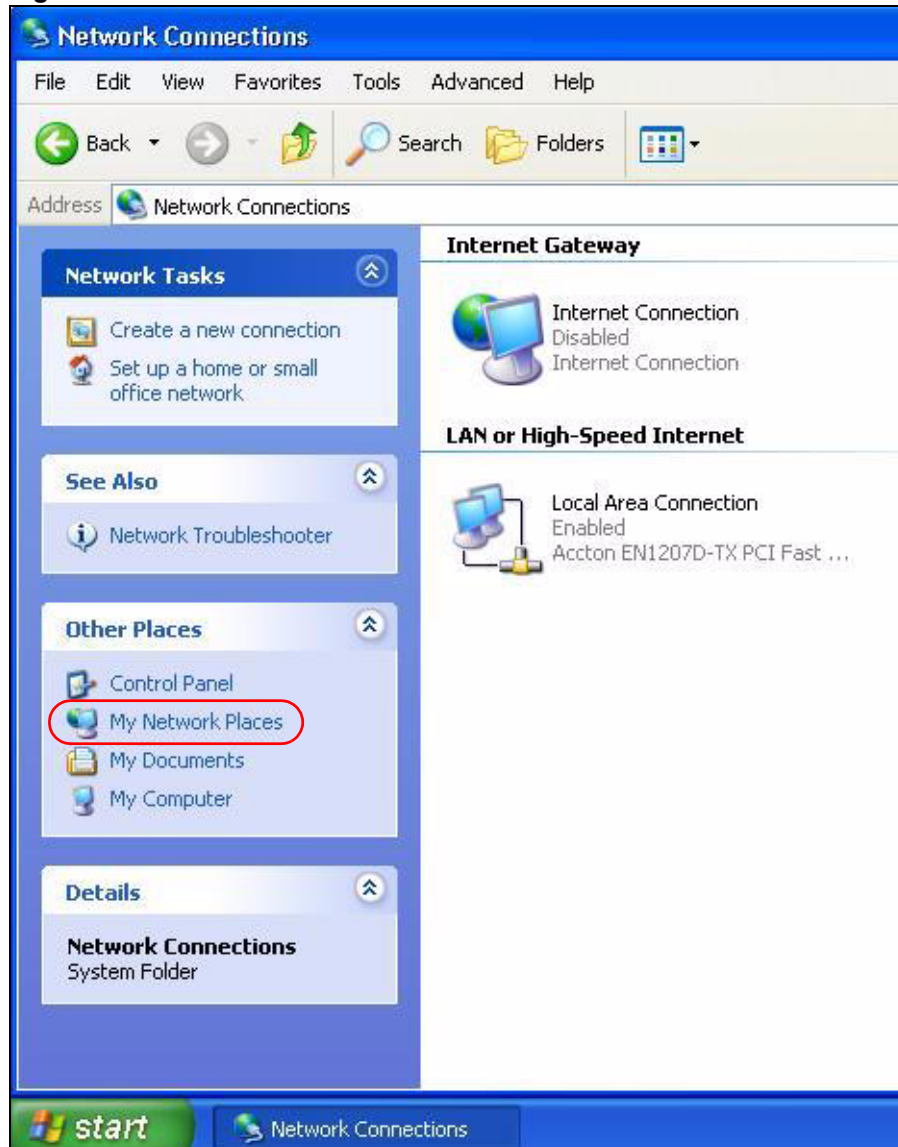 Network Connections
File Edit View Favorites Tools Advanced Help
Back Search Folders
Address Network Connections
Network Tasks
Create a new connection
Set up a home or small
office network
See Also
Network Troubleshooter
Other Places
Control Panel
My Network Places
My Documents
My Computer
Details
Network Connections
System Folder
Internet Gateway
Internet Connection
Disabled
Internet Connection
LAN or High-Speed Internet
Local Area Connection
Enabled
Accton EN1207D-TX PCI Fast ...
start Network Connections